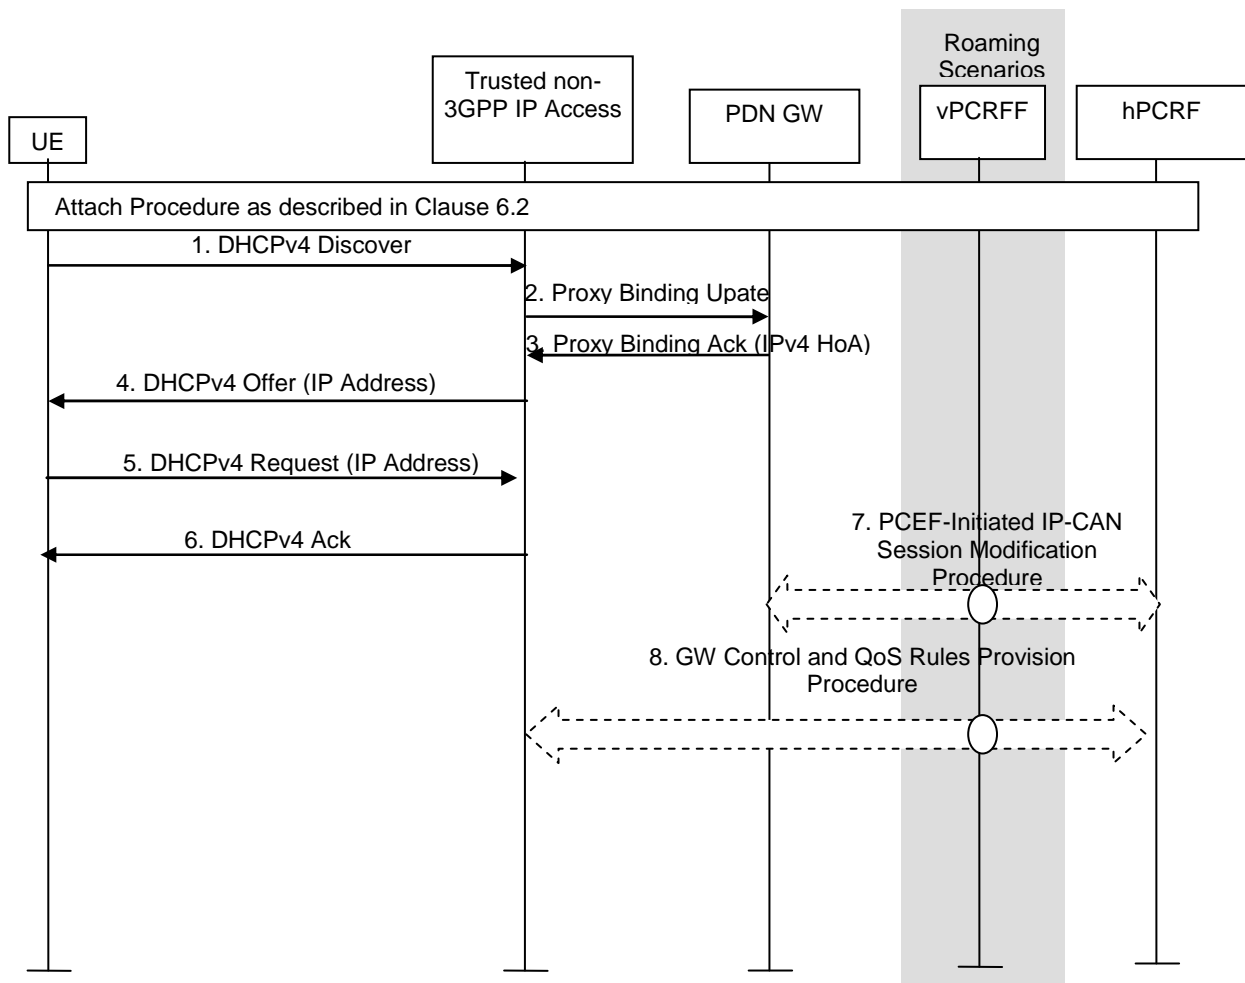 Roaming
Scenarios
Trusted non-
3GPP IP Access
PDN GW
vPCRFF
hPCRF
UE
Attach Procedure as described in Clause 6.2
1. DHCPv4 Discover
2. Proxy Binding Upate
3. Proxy Binding Ack (IPv4 HoA)
4. DHCPv4 Offer (IP Address)
5. DHCPv4 Request (IP Address)
6. DHCPv4 Ack
7. PCEF-Initiated IP-CAN
Session Modification
Procedure
8. GW Control and QoS Rules Provision
Procedure